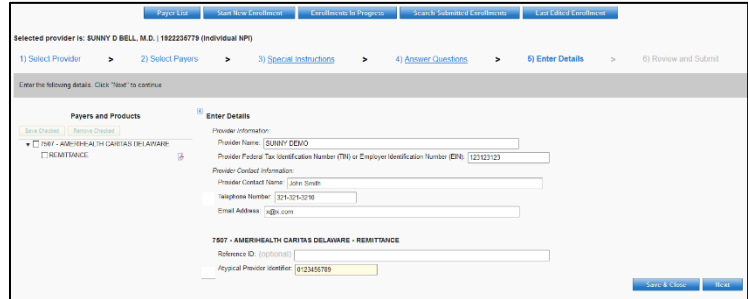 Payer List   Start New Enrollment   Enrollments In Progress   Search Submitted Enrollments   Last Edited Enrollment
Selected provider is: SUNNY D BELL, M.D. | 1922235779 (Individual NPI)
1) Select Provider > 2) Select Payers > 3) Special Instructions > 4) Answer Questions > 5) Enter Details > 6) Review and Submit
Enter the following details. Click "Next" to continue
Payers and Products
Save Checked   Remove Checked
7507 - AMERIHEALTH CARITAS DELAWARE
REMITTANCE
Enter Details
Provider Information:
Provider Name: SUNNY DEMO
Provider Federal Tax Identification Number (TIN) or Employer Identification Number (EIN): 123123123
Provider Contact Information:
Provider Contact Name: John Smith
Telephone Number: 321-321-3210
Email Address: x@x.com
7507 - AMERIHEALTH CARITAS DELAWARE - REMITTANCE
Reference ID: (optional)
Atypical Provider Identifier: 0123456789
Save & Close   Next